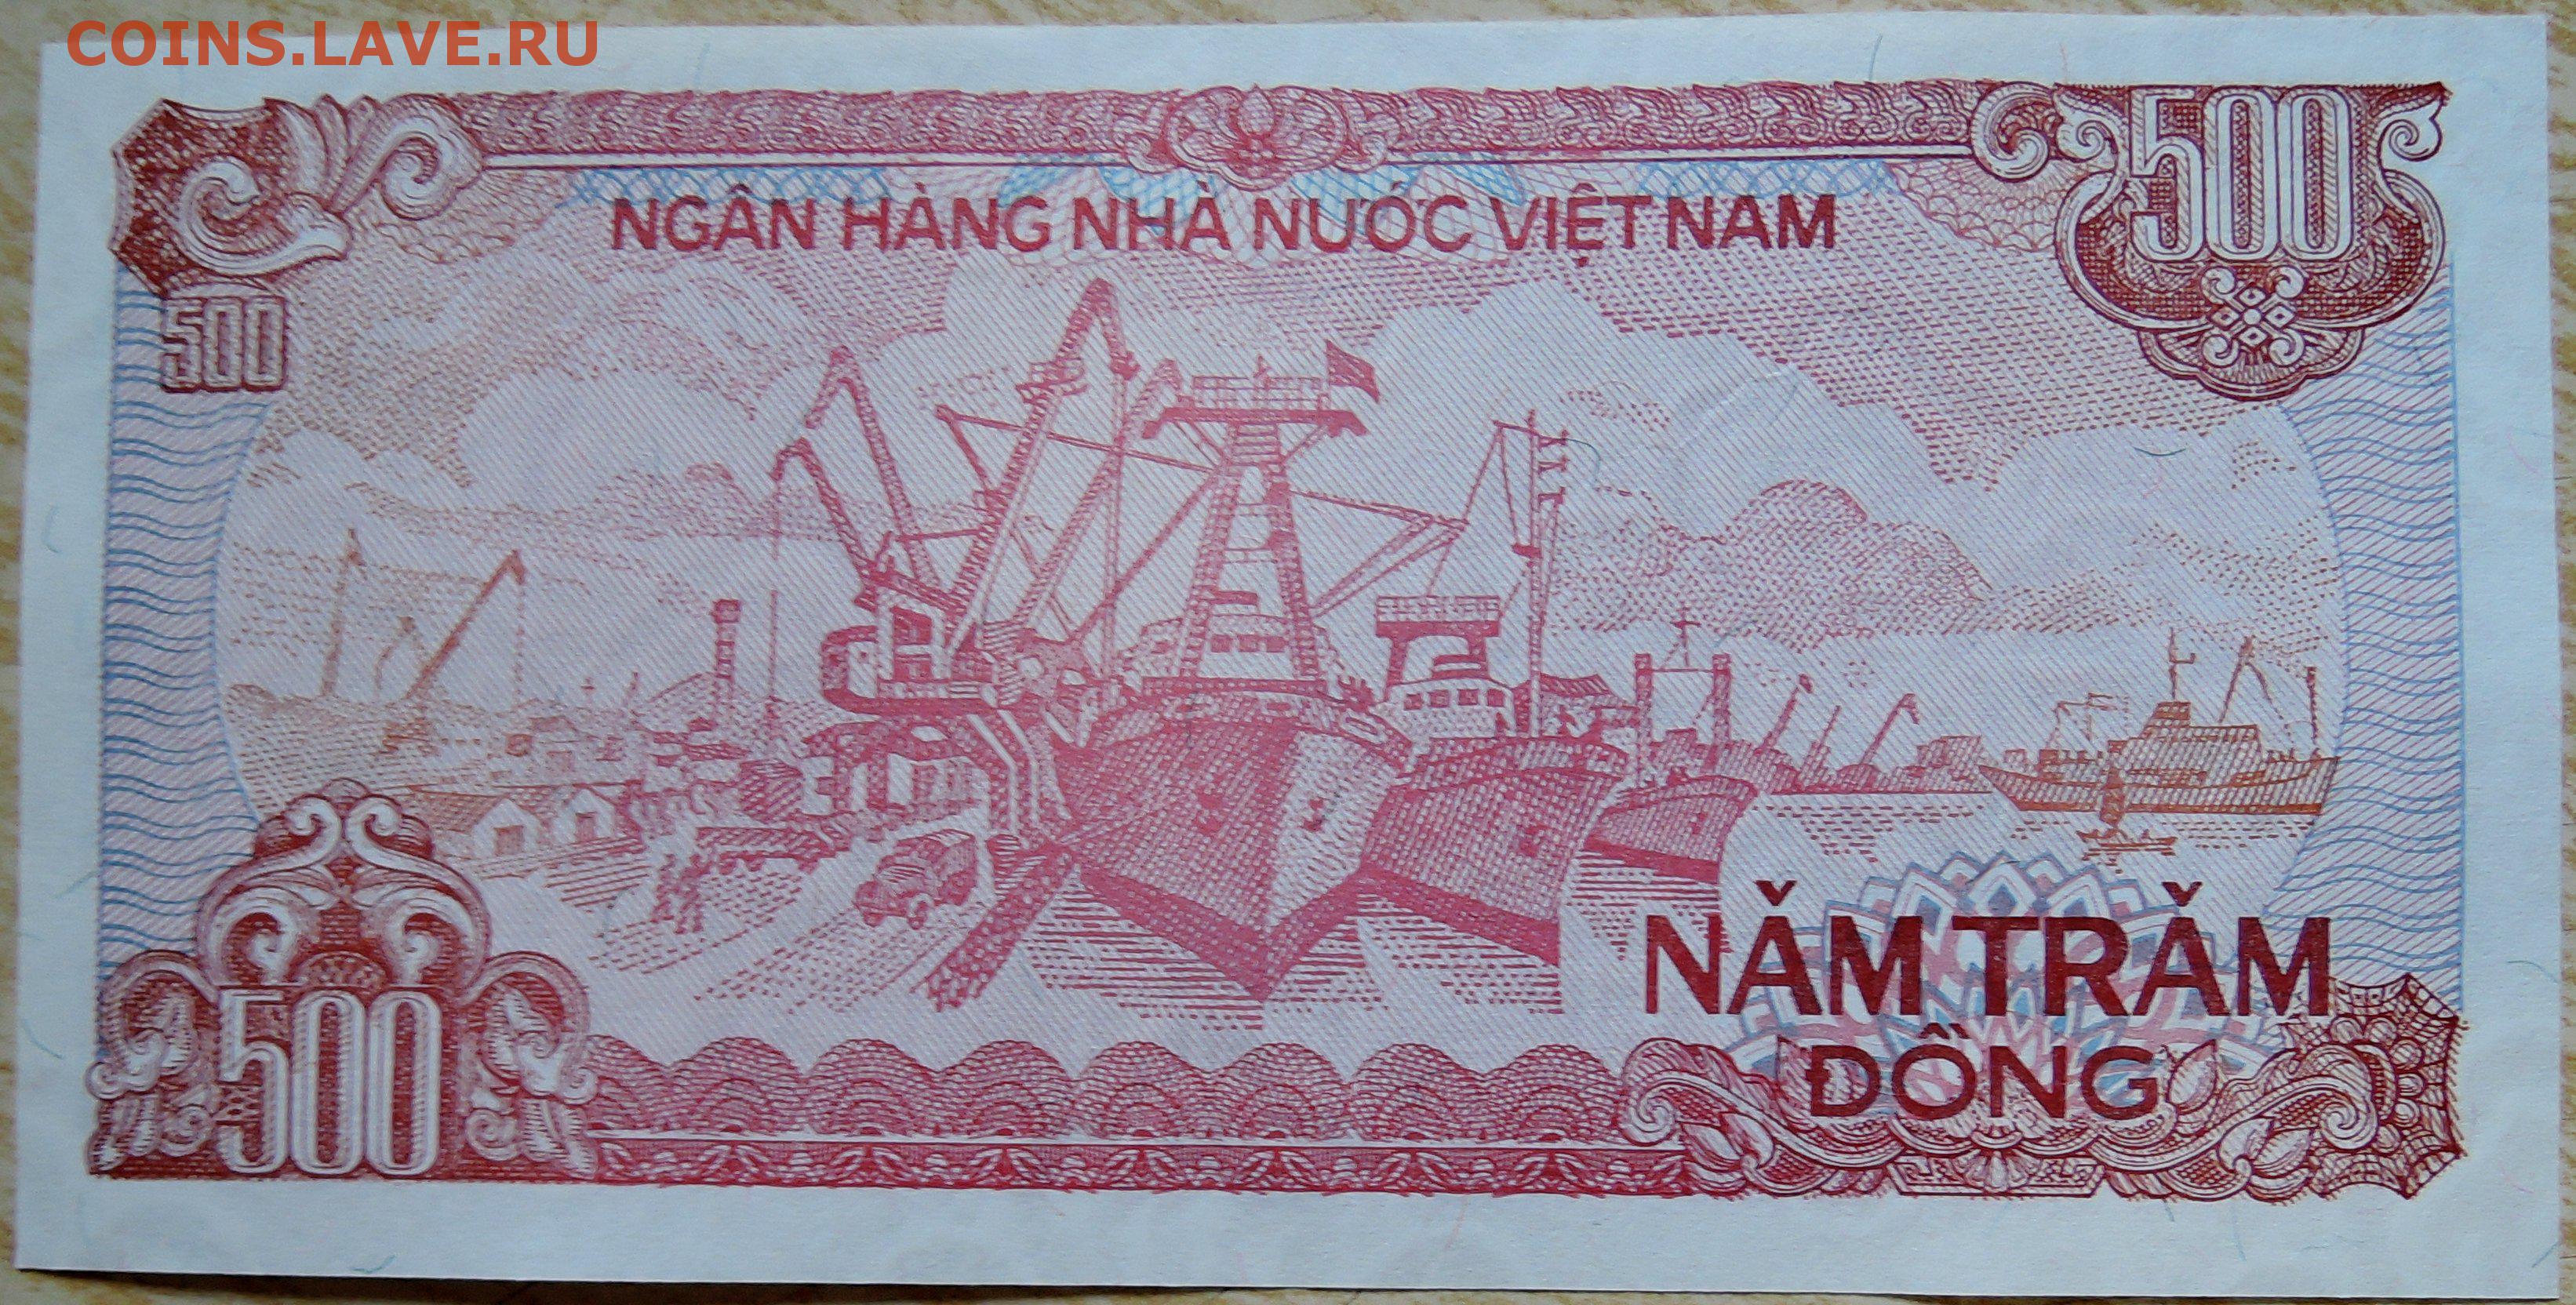 COINS.LAVE.RU
NGÂN HÀNG NHÀ NƯỚC VIỆT NAM
500
500
NĂM TRĂM
ĐỒNG
500